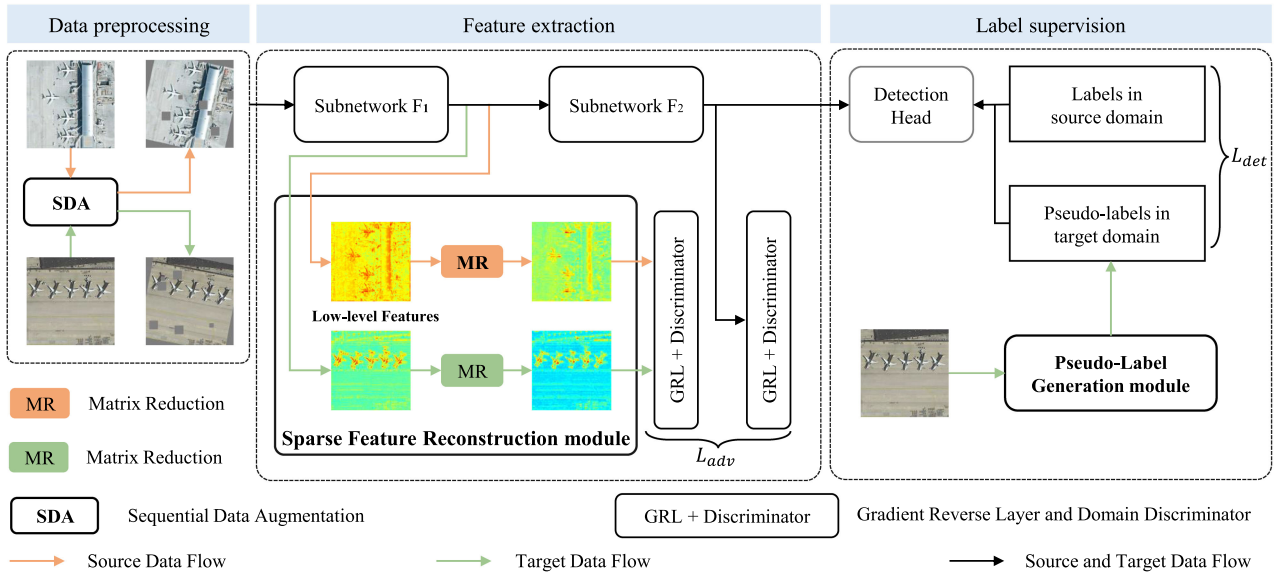 Data preprocessing
Feature extraction
Label supervision
SDA
Subnetwork F₁
Subnetwork F₂
MR
Low-level Features
MR
Sparse Feature Reconstruction module
GRL + Discriminator
GRL + Discriminator
L_adv
Detection
Head
Labels in
source domain
Pseudo-labels in
target domain
L_det
Pseudo-Label
Generation module
MR Matrix Reduction
MR Matrix Reduction
SDA Sequential Data Augmentation
GRL + Discriminator Gradient Reverse Layer and Domain Discriminator
Source Data Flow
Target Data Flow
Source and Target Data Flow